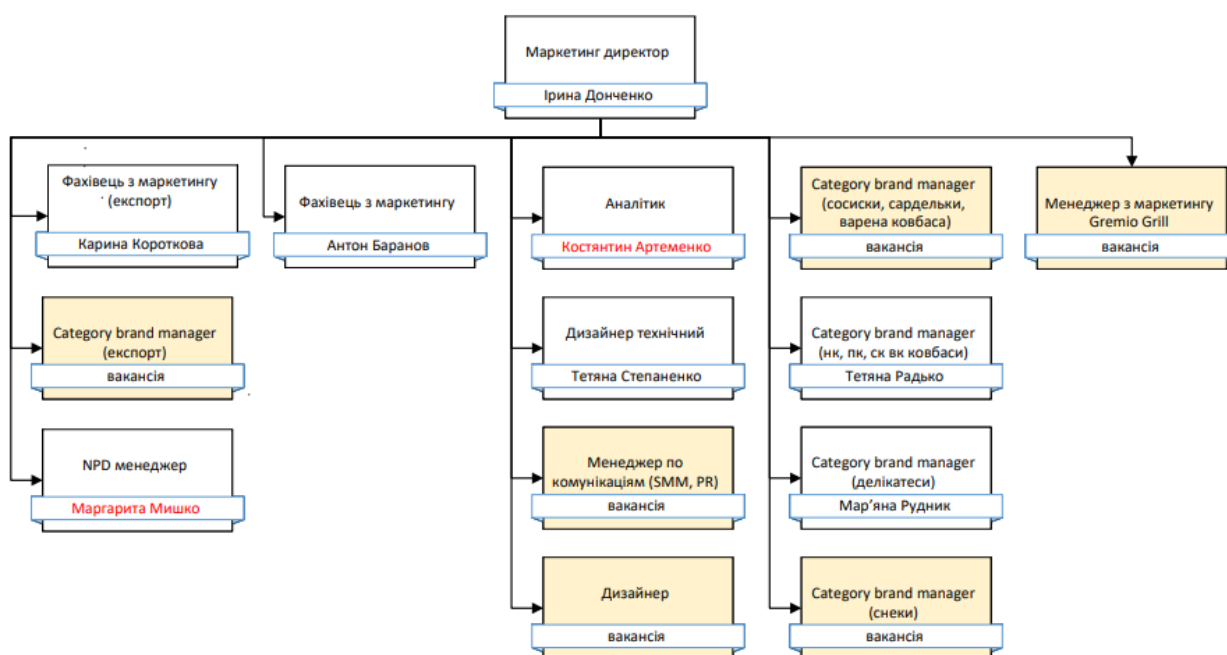 Маркетинг директор
Ірина Донченко
Фахівець з маркетингу
(експорт)
Карина Короткова
Фахівець з маркетингу
Антон Баранов
Аналітик
Костянтин Артеменко
Category brand manager
(сосиски, сардельки,
варена ковбаса)
вакансія
Менеджер з маркетингу
Gremio Grill
вакансія
Category brand manager
(експорт)
вакансія
Дизайнер технічний
Тетяна Степаненко
Category brand manager
(нк, пк, ск вк ковбаси)
Тетяна Радько
NPD менеджер
Маргарита Мишко
Менеджер по
комунікаціям (SMM, PR)
вакансія
Category brand manager
(делікатеси)
Мар’яна Рудник
Дизайнер
вакансія
Category brand manager
(снеки)
вакансія